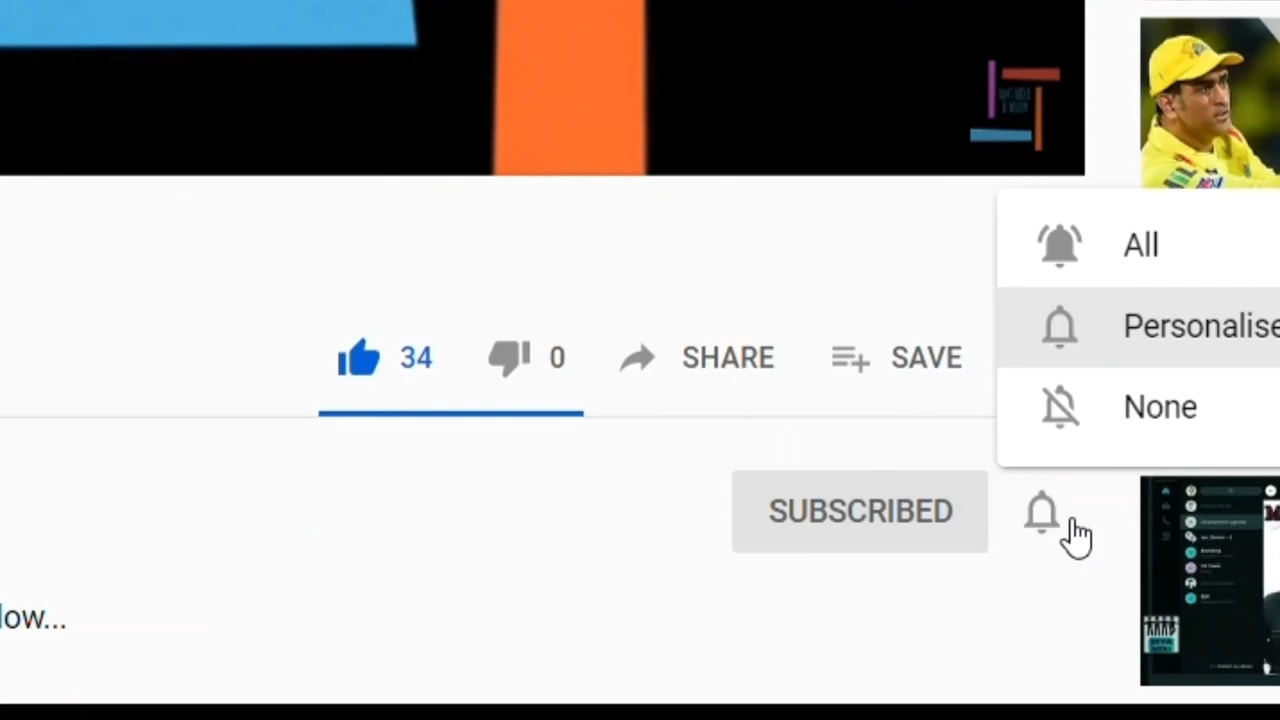 All
Personalise
None
34
0
SHARE
SAVE
SUBSCRIBED
low...